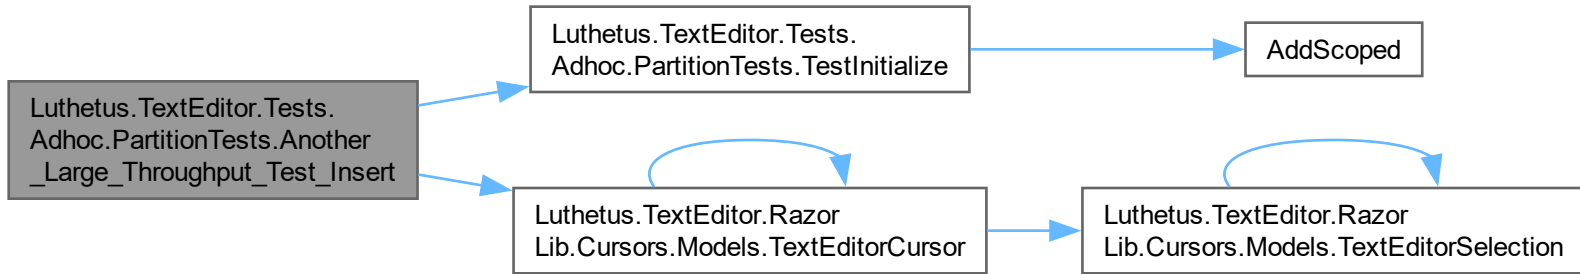 Luthetus.TextEditor.Tests.
Adhoc.PartitionTests.Another
_Large_Throughput_Test_Insert
Luthetus.TextEditor.Tests.
Adhoc.PartitionTests.TestInitialize
AddScoped
Luthetus.TextEditor.Razor
Lib.Cursors.Models.TextEditorCursor
Luthetus.TextEditor.Razor
Lib.Cursors.Models.TextEditorSelection